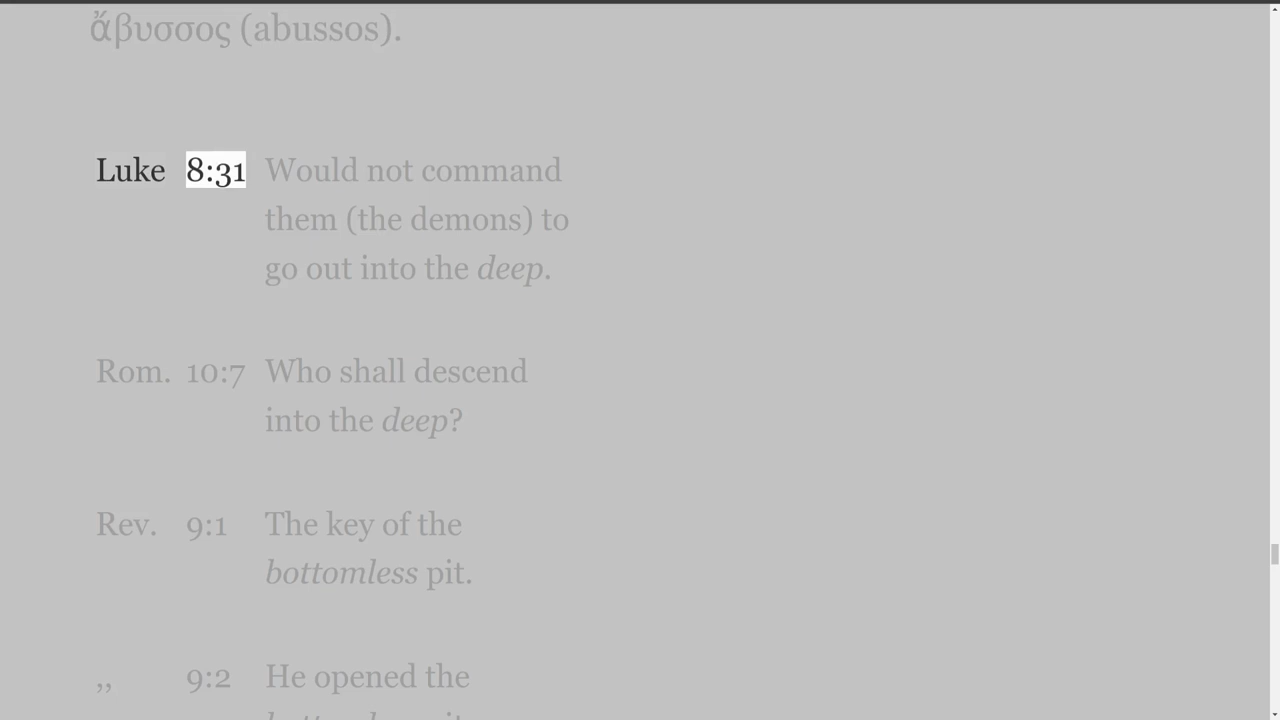 ἄβυσσος (abussos).
Luke 8:31 Would not command
them (the demons) to
go out into the deep.
Rom. 10:7 Who shall descend
into the deep?
Rev. 9:1 The key of the
bottomless pit.
,, 9:2 He opened the